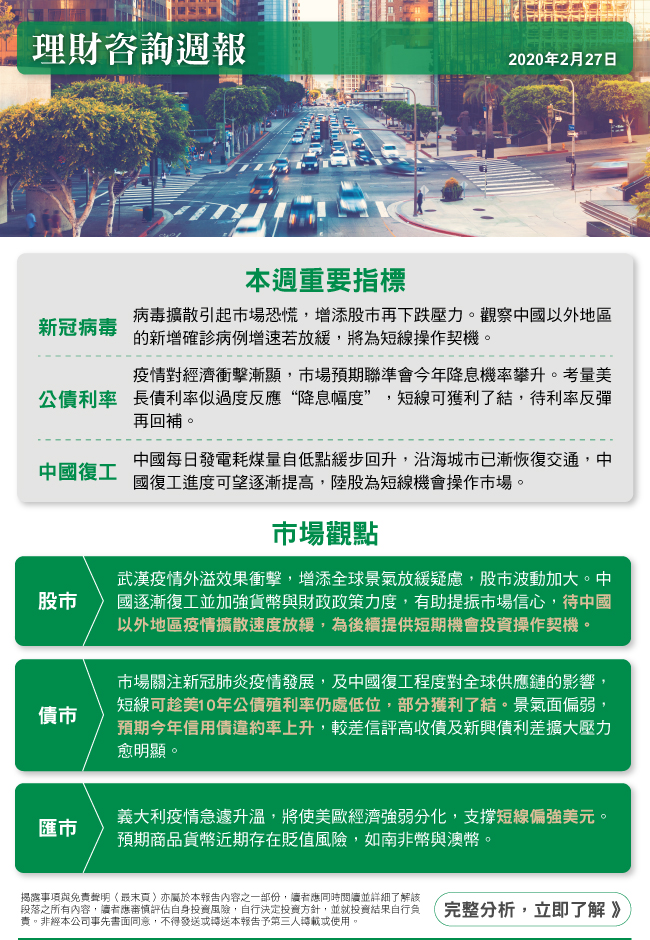 理財咨詢週報
2020年2月27日
本週重要指標
新冠病毒
病毒擴散引起市場恐慌，增添股市再下跌壓力。觀察中國以外地區
的新增確診病例增速若放緩，將為短線操作契機。
公債利率
疫情對經濟衝擊漸顯，市場預期聯準會今年降息機率攀升。考量美
長債利率似過度反應“降息幅度”，短線可獲利了結，待利率反彈
再回補。
中國復工
中國每日發電耗煤量自低點緩步回升，沿海城市已漸恢復交通，中
國復工進度可望逐漸提高，陸股為短線機會操作市場。
市場觀點
股市
武漢疫情外溢效果衝擊，增添全球景氣放緩疑慮，股市波動加大。中
國逐漸復工並加強貨幣與財政政策力度，有助提振市場信心，待中國
以外地區疫情擴散速度放緩，為後續提供短期機會投資操作契機。
債市
市場關注新冠肺炎疫情發展，及中國復工程度對全球供應鏈的影響，
短線可趁美10年公債殖利率仍處低位，部分獲利了結。景氣面偏弱，
預期今年信用債違約率上升，較差信評高收債及新興債利差擴大壓力
愈明顯。
匯市
義大利疫情急遽升溫，將使美歐經濟強弱分化，支撐短線偏強美元。
預期商品貨幣近期存在貶值風險，如南非幣與澳幣。
揭露事項與免責聲明（最末頁）亦屬於本報告內容之一部份，讀者應同時閱讀並詳細了解該
段落之所有內容，讀者應審慎評估自身投資風險，自行決定投資方針，並就投資結果自行負
責。非經本公司事先書面同意，不得發送或轉送本報告予第三人轉載或使用。
完整分析，立即了解 》